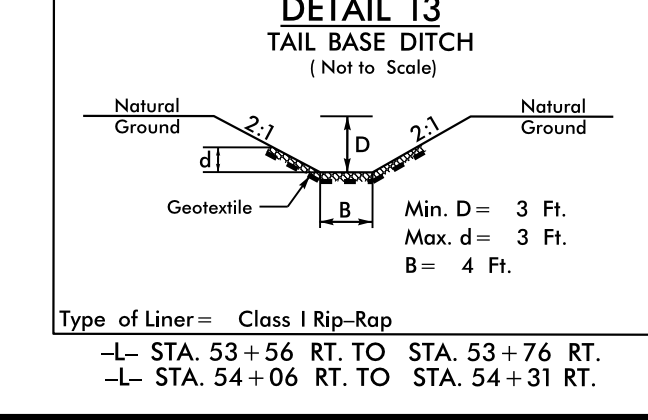 DETAIL 13
TAIL BASE DITCH
( Not to Scale)
Natural
Ground
2:1
D
2:1
Natural
Ground
d
Geotextile
B
Min. D= 3 Ft.
Max. d= 3 Ft.
B= 4 Ft.
Type of Liner= Class I Rip-Rap
-L- STA. 53+56 RT. TO STA. 53+76 RT.
-L- STA. 54+06 RT. TO STA. 54+31 RT.